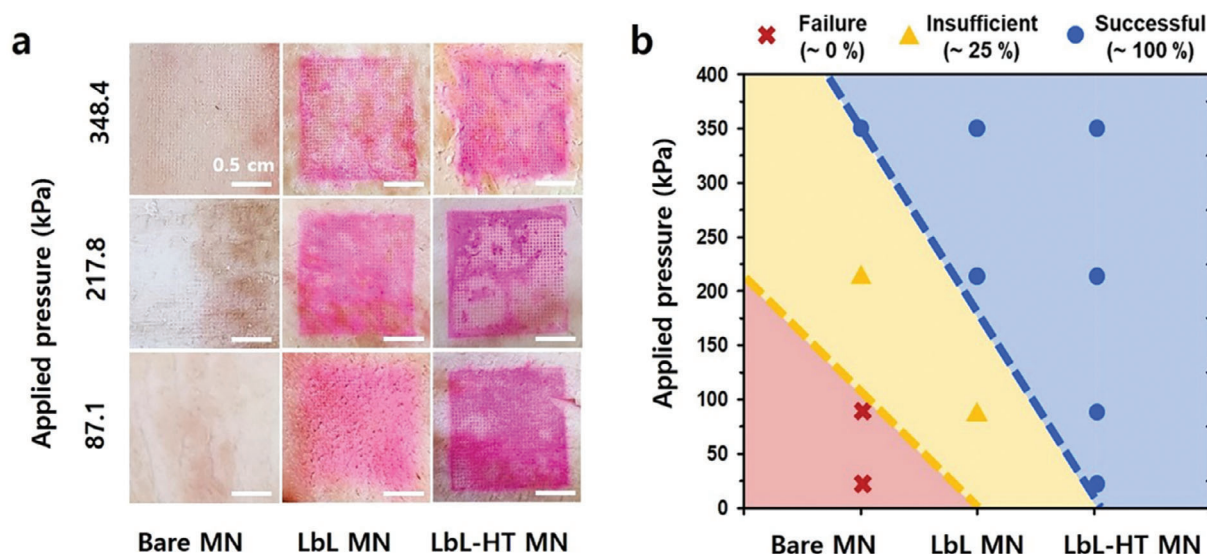 a
Applied pressure (kPa)
348.4
217.8
87.1
0.5 cm
Bare MN
LbL MN
LbL-HT MN
b
Failure
(~ 0 %)
Insufficient
(~ 25 %)
Successful
(~ 100 %)
Applied pressure (kPa)
400
350
300
250
200
150
100
50
0
Bare MN
LbL MN
LbL-HT MN